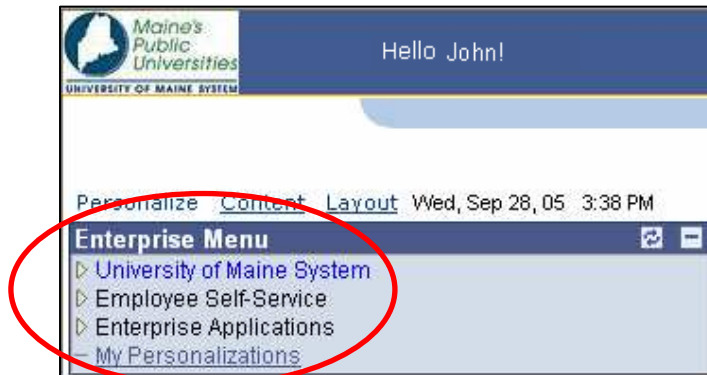 Maine's
Public
Universities
UNIVERSITY OF MAINE SYSTEM
Hello John!
Personalize Content Layout Wed, Sep 28, 05 3:38 PM
Enterprise Menu
University of Maine System
Employee Self-Service
Enterprise Applications
My Personalizations